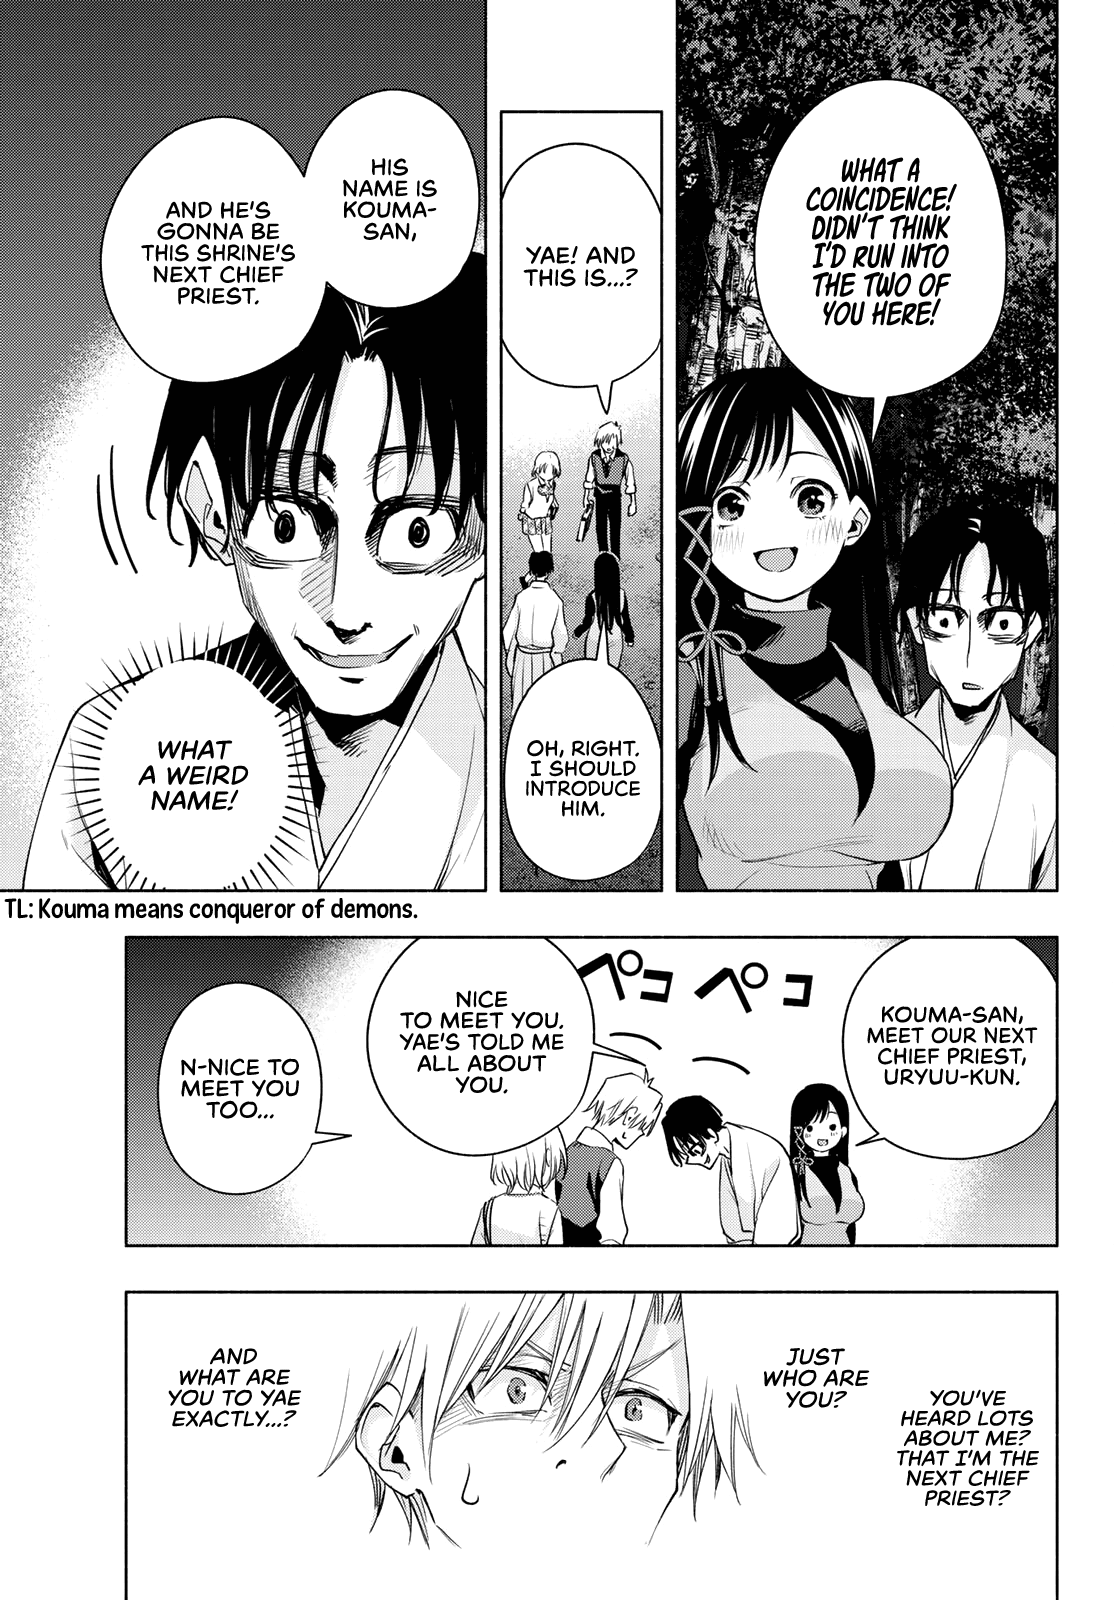 WHAT A
COINCIDENCE!
DIDN'T THINK
I'D RUN INTO
THE TWO OF
YOU HERE!
YAE! AND
THIS IS...?
OH, RIGHT.
I SHOULD
INTRODUCE
HIM.
HIS
NAME IS
KOUMA-
SAN,
AND HE'S
GONNA BE
THIS SHRINE'S
NEXT CHIEF
PRIEST.
WHAT
A WEIRD
NAME!
TL: Kouma means conqueror of demons.
KOUMA-SAN,
MEET OUR NEXT
CHIEF PRIEST,
URYUU-KUN.
ペコ
ペコ
NICE
TO MEET YOU.
YAE'S TOLD ME
ALL ABOUT
YOU.
N-NICE TO
MEET YOU
TOO...
YOU'VE
HEARD LOTS
ABOUT ME?
THAT I'M THE
NEXT CHIEF
PRIEST?
JUST
WHO ARE
YOU?
AND
WHAT ARE
YOU TO YAE
EXACTLY...?